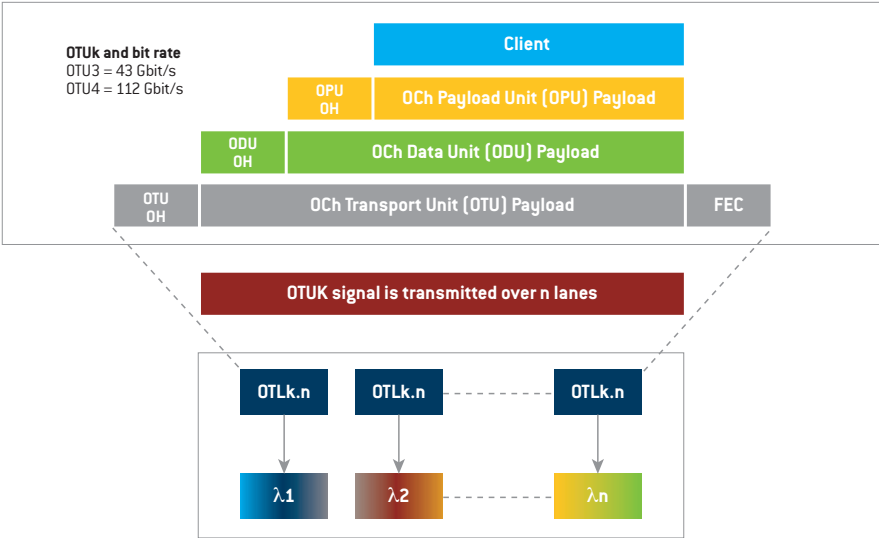 OTUk and bit rate
OTU3 = 43 Gbit/s
OTU4 = 112 Gbit/s
Client
OPU
OH
OCh Payload Unit (OPU) Payload
ODU
OH
OCh Data Unit (ODU) Payload
OTU
OH
OCh Transport Unit (OTU) Payload
FEC
OTUK signal is transmitted over n lanes
OTLk.n
OTLk.n
OTLk.n
λ1
λ2
λn